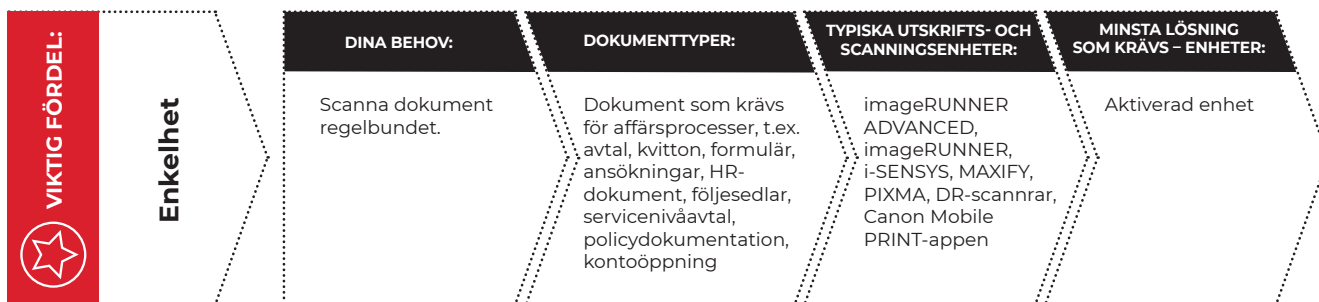 VIKTIG FÖRDEL:
Enkelhet
DINA BEHOV:
Scanna dokument
regelbundet.
DOKUMENTTYPER:
Dokument som krävs
för affärsprocesser, t.ex.
avtal, kvitton, formulär,
ansökningar, HR-
dokument, följesedlar,
servicenivåavtal,
policydokumentation,
kontoöppning
TYPISKA UTSKRIFTS- OCH
SCANNINGSENHETER:
imageRUNNER
ADVANCED,
imageRUNNER,
i-SENSYS, MAXIFY,
PIXMA, DR-scannrar,
Canon Mobile
PRINT-appen
MINSTA LÖSNING
SOM KRÄVS – ENHETER:
Aktiverad enhet